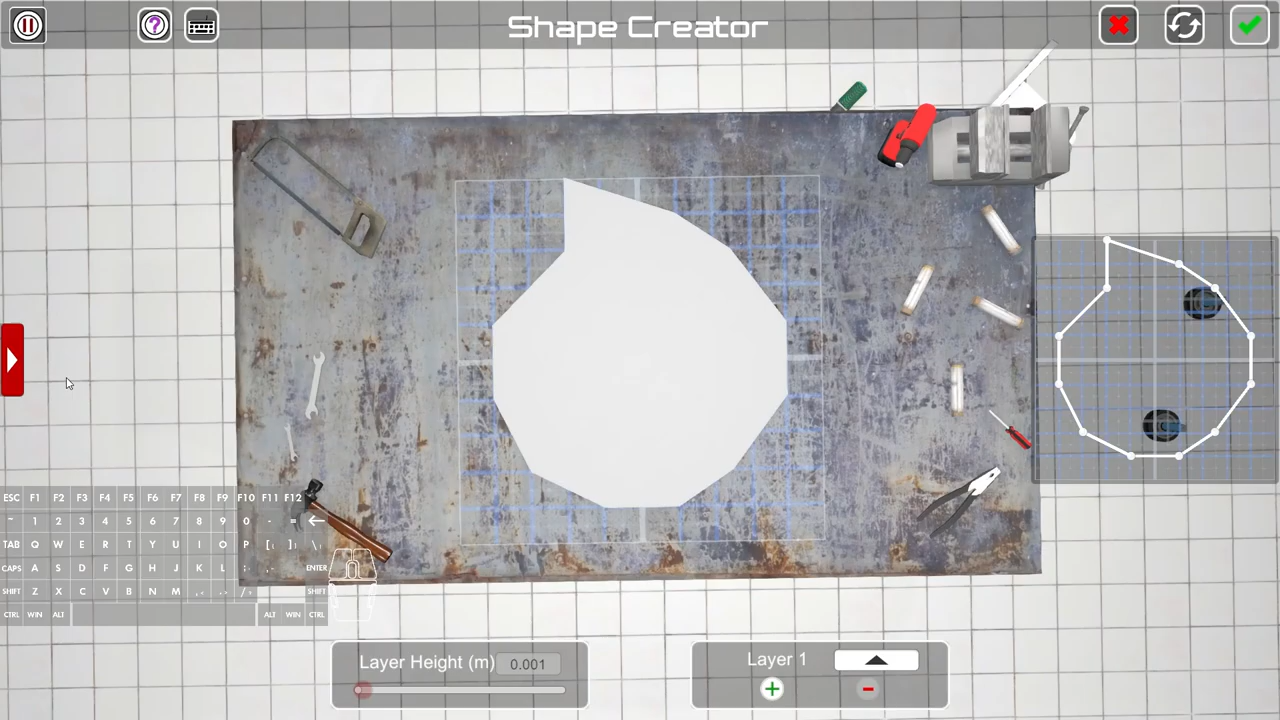 Shape Creator
ESC F1 F2 F3 F4 F5 F6 F7 F8 F9 F10 F11 F12
~ 1 2 3 4 5 6 7 8 9 0 - =
TAB Q W E R T Y U I O P [ ] \
CAPS A S D F G H J K L ; ENTER
SHIFT Z X C V B N M SHIFT
CTRL WIN ALT ALT WIN CTRL
Layer Height (m) 0.001
Layer 1